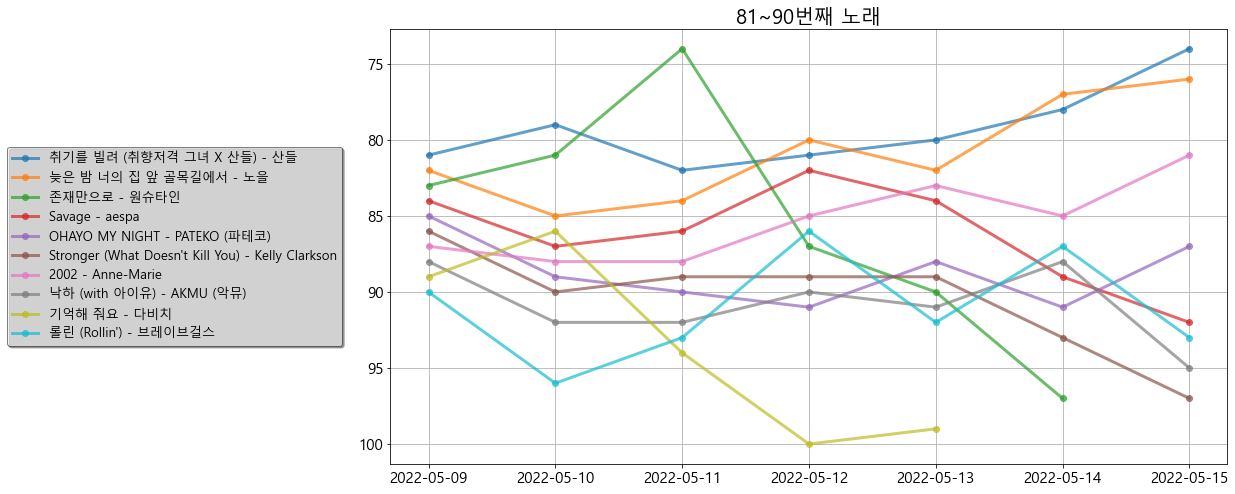 81~90번째 노래
75
80
85
90
95
100
2022-05-09 2022-05-10 2022-05-11 2022-05-12 2022-05-13 2022-05-14 2022-05-15
취기를 빌려 (취향저격 그녀 X 산들) - 산들
늦은 밤 너의 집 앞 골목길에서 - 노을
존재만으로 - 원슈타인
Savage - aespa
OHAYO MY NIGHT - PATEKO (파테코)
Stronger (What Doesn't Kill You) - Kelly Clarkson
2002 - Anne-Marie
낙하 (with 아이유) - AKMU (악뮤)
기억해 줘요 - 다비치
롤린 (Rollin') - 브레이브걸스